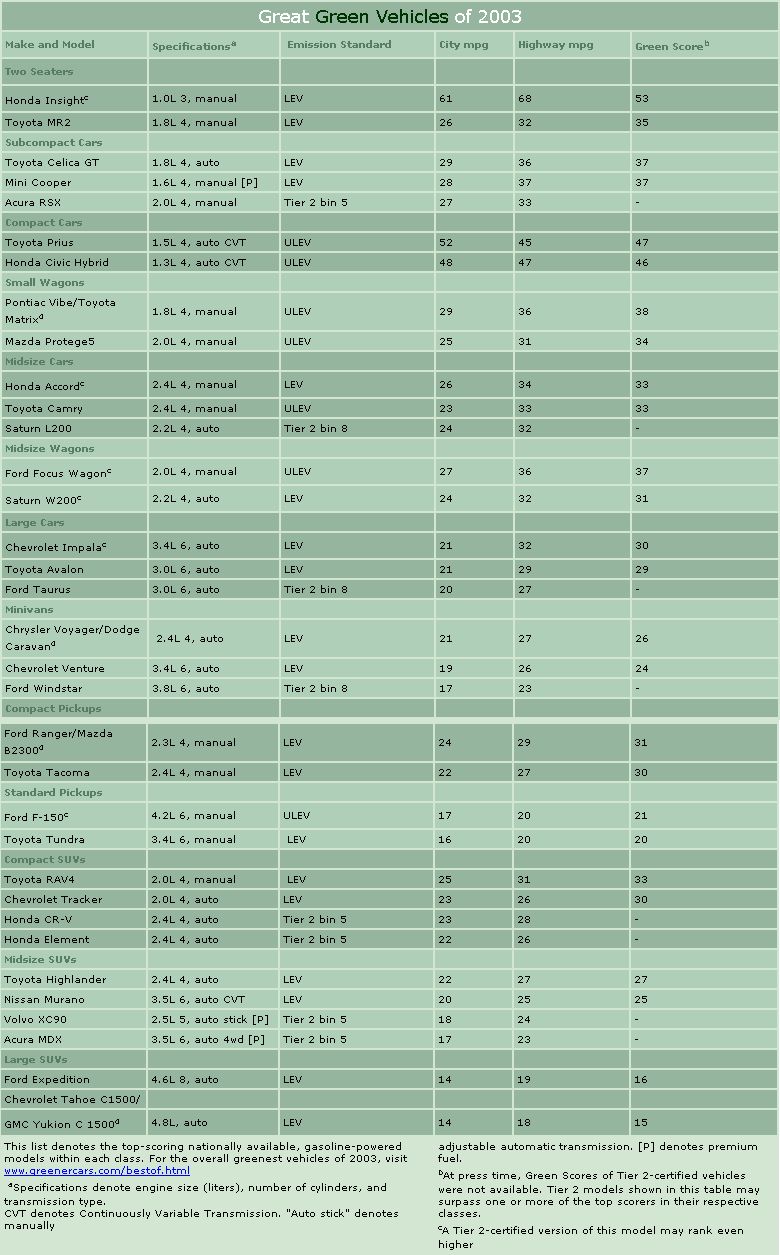 Great Green Vehicles of 2003
Make and Model Specificationsa Emission Standard City mpg Highway mpg Green Scoreb
Two Seaters
Honda Insightc 1.0L 3, manual LEV 61 68 53
Toyota MR2 1.8L 4, manual LEV 26 32 35
Subcompact Cars
Toyota Celica GT 1.8L 4, auto LEV 29 36 37
Mini Cooper 1.6L 4, manual [P] LEV 28 37 37
Acura RSX 2.0L 4, manual Tier 2 bin 5 27 33 -
Compact Cars
Toyota Prius 1.5L 4, auto CVT ULEV 52 45 47
Honda Civic Hybrid 1.3L 4, auto CVT ULEV 48 47 46
Small Wagons
Pontiac Vibe/Toyota
Matrixd 1.8L 4, manual ULEV 29 36 38
Mazda Protege5 2.0L 4, manual ULEV 25 31 34
Midsize Cars
Honda Accordc 2.4L 4, manual LEV 26 34 33
Toyota Camry 2.4L 4, manual ULEV 23 33 33
Saturn L200 2.2L 4, auto Tier 2 bin 8 24 32 -
Midsize Wagons
Ford Focus Wagonc 2.0L 4, manual ULEV 27 36 37
Saturn W200c 2.2L 4, auto LEV 24 32 31
Large Cars
Chevrolet Impalac 3.4L 6, auto LEV 21 32 30
Toyota Avalon 3.0L 6, auto LEV 21 29 29
Ford Taurus 3.0L 6, auto Tier 2 bin 8 20 27 -
Minivans
Chrysler Voyager/Dodge
Caravand 2.4L 4, auto LEV 21 27 26
Chevrolet Venture 3.4L 6, auto LEV 19 26 24
Ford Windstar 3.8L 6, auto Tier 2 bin 8 17 23 -
Compact Pickups
Ford Ranger/Mazda
B2300d 2.3L 4, manual LEV 24 29 31
Toyota Tacoma 2.4L 4, manual LEV 22 27 30
Standard Pickups
Ford F-150c 4.2L 6, manual ULEV 17 20 21
Toyota Tundra 3.4L 6, manual LEV 16 20 20
Compact SUVs
Toyota RAV4 2.0L 4, manual LEV 25 31 33
Chevrolet Tracker 2.0L 4, auto LEV 23 26 30
Honda CR-V 2.4L 4, auto Tier 2 bin 5 23 28 -
Honda Element 2.4L 4, auto Tier 2 bin 5 22 26 -
Midsize SUVs
Toyota Highlander 2.4L 4, auto LEV 22 27 27
Nissan Murano 3.5L 6, auto CVT LEV 20 25 25
Volvo XC90 2.5L 5, auto stick [P] Tier 2 bin 5 18 24 -
Acura MDX 3.5L 6, auto 4wd [P] Tier 2 bin 5 17 23 -
Large SUVs
Ford Expedition 4.6L 8, auto LEV 14 19 16
Chevrolet Tahoe C1500/
GMC Yukion C 1500d 4.8L, auto LEV 14 18 15
This list denotes the top-scoring nationally available, gasoline-powered
models within each class. For the overall greenest vehicles of 2003, visit
www.greenercars.com/bestof.html
aSpecifications denote engine size (liters), number of cylinders, and
transmission type.
CVT denotes Continuously Variable Transmission. "Auto stick" denotes
manually
adjustable automatic transmission. [P] denotes premium
fuel.
bAt press time, Green Scores of Tier 2-certified vehicles
were not available. Tier 2 models shown in this table may
surpass one or more of the top scorers in their respective
classes.
cA Tier 2-certified version of this model may rank even
higher